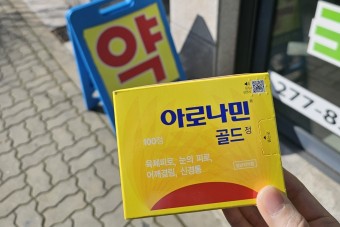 약
277-8
아로나민
골드정
100정
육체피로, 눈의 피로,
어깨결림, 신경통